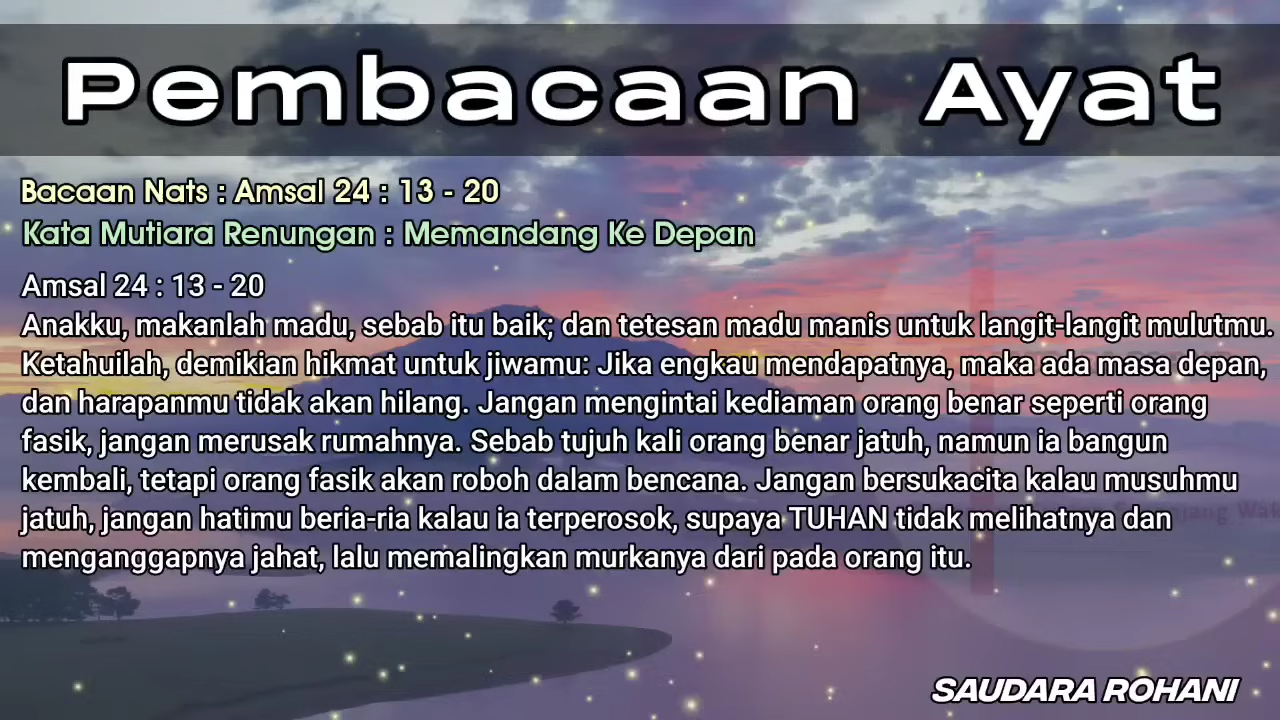 Pembacaan Ayat
Bacaan Nats : Amsal 24 : 13 - 20
Kata Mutiara Renungan : Memandang Ke Depan
Amsal 24 : 13 - 20
Anakku, makanlah madu, sebab itu baik; dan tetesan madu manis untuk langit-langit mulutmu.
Ketahuilah, demikian hikmat untuk jiwamu: Jika engkau mendapatnya, maka ada masa depan,
dan harapanmu tidak akan hilang. Jangan mengintai kediaman orang benar seperti orang
fasik, jangan merusak rumahnya. Sebab tujuh kali orang benar jatuh, namun ia bangun
kembali, tetapi orang fasik akan roboh dalam bencana. Jangan bersukacita kalau musuhmu
jatuh, jangan hatimu beria-ria kalau ia terperosok, supaya TUHAN tidak melihatnya dan
menganggapnya jahat, lalu memalingkan murkanya dari pada orang itu.
SAUDARA ROHANI